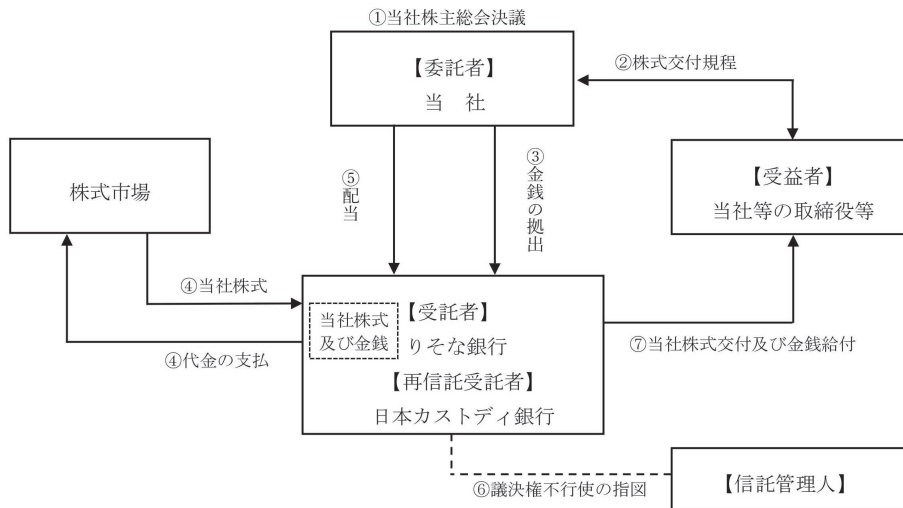 ①当社株主総会決議
【委託者】
当　社
②株式交付規程
株式市場
⑤配当
③金銭の拠出
【受益者】
当社等の取締役等
④当社株式
当社株式
及び金銭
【受託者】
りそな銀行
【再信託受託者】
日本カストディ銀行
④代金の支払
⑦当社株式交付及び金銭給付
⑥議決権不行使の指図
【信託管理人】